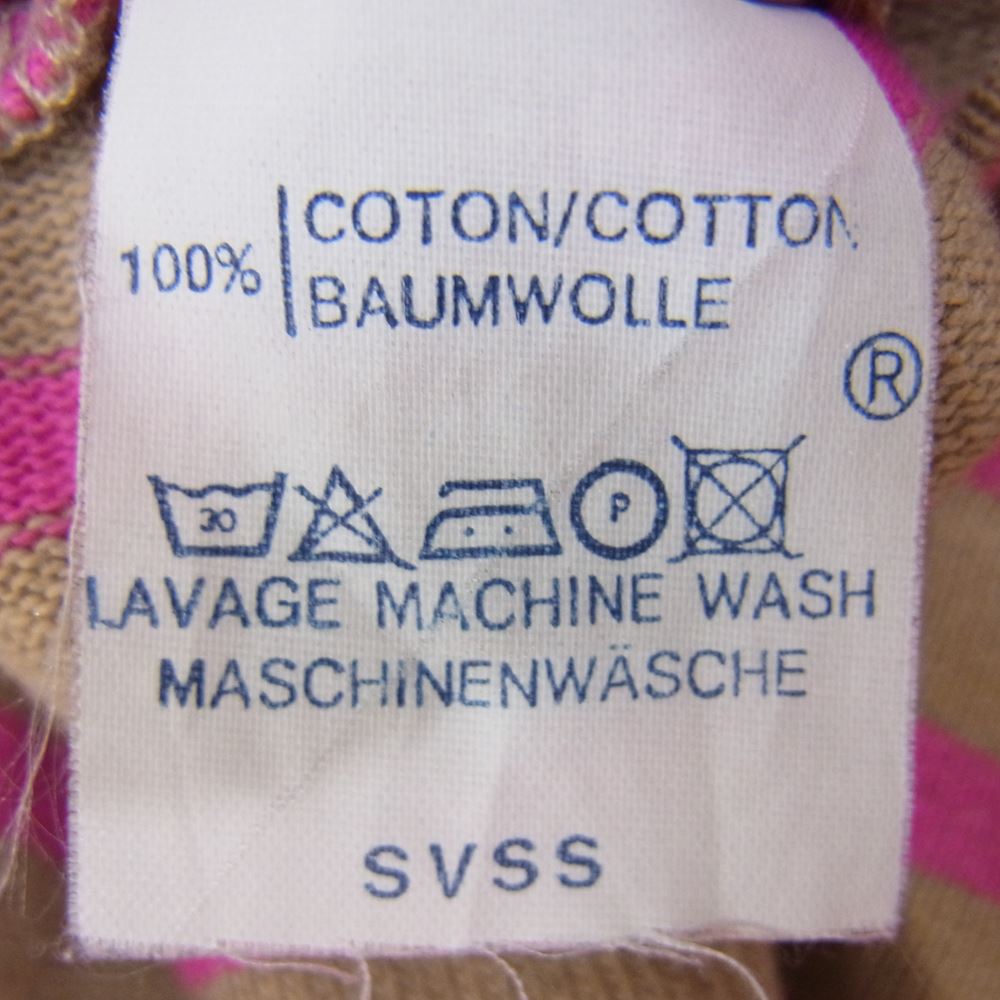 100%
COTON/COTTON
BAUMWOLLE
®
30
P
LAVAGE MACHINE WASH
MASCHINENWÄSCHE
SVSS